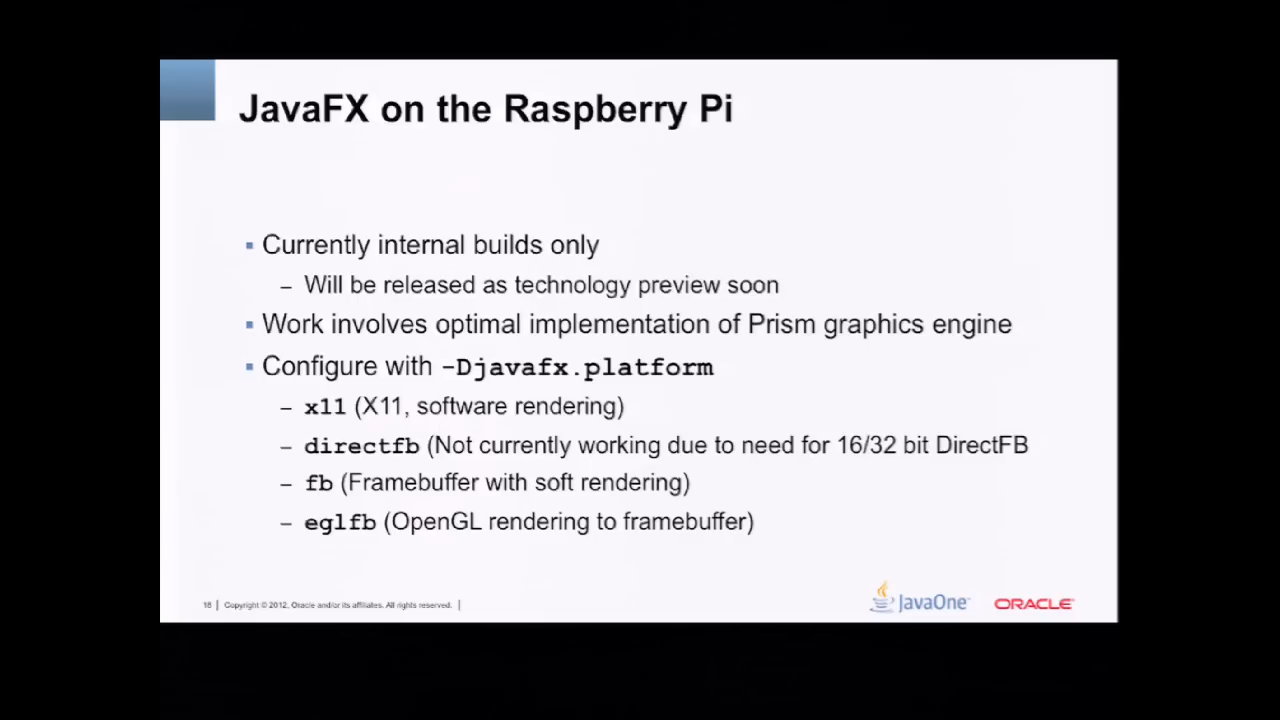 JavaFX on the Raspberry Pi
▪ Currently internal builds only
– Will be released as technology preview soon
▪ Work involves optimal implementation of Prism graphics engine
▪ Configure with -Djavafx.platform
– x11 (X11, software rendering)
– directfb (Not currently working due to need for 16/32 bit DirectFB
– fb (Framebuffer with soft rendering)
– eglfb (OpenGL rendering to framebuffer)
18 | Copyright © 2012, Oracle and/or its affiliates. All rights reserved. |
JavaOne™ ORACLE™